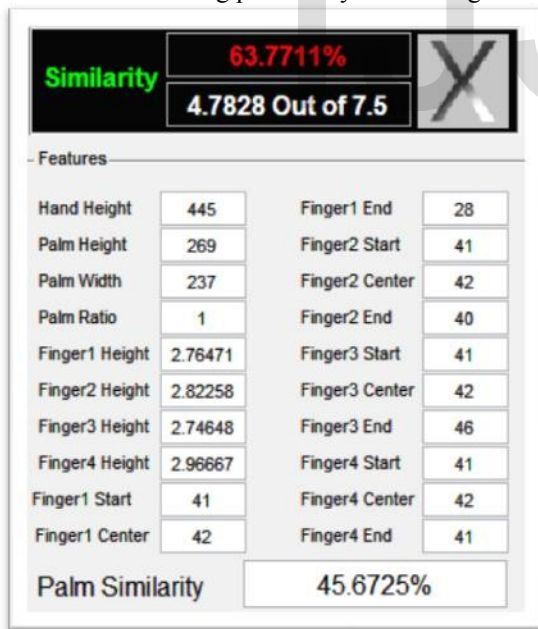 63.7711%
Similarity
4.7828 Out of 7.5
X
Features
Hand Height 445 Finger1 End 28
Palm Height 269 Finger2 Start 41
Palm Width 237 Finger2 Center 42
Palm Ratio 1 Finger2 End 40
Finger1 Height 2.76471 Finger3 Start 41
Finger2 Height 2.82258 Finger3 Center 42
Finger3 Height 2.74648 Finger3 End 46
Finger4 Height 2.96667 Finger4 Start 41
Finger1 Start 41 Finger4 Center 42
Finger1 Center 42 Finger4 End 41
Palm Similarity 45.6725%